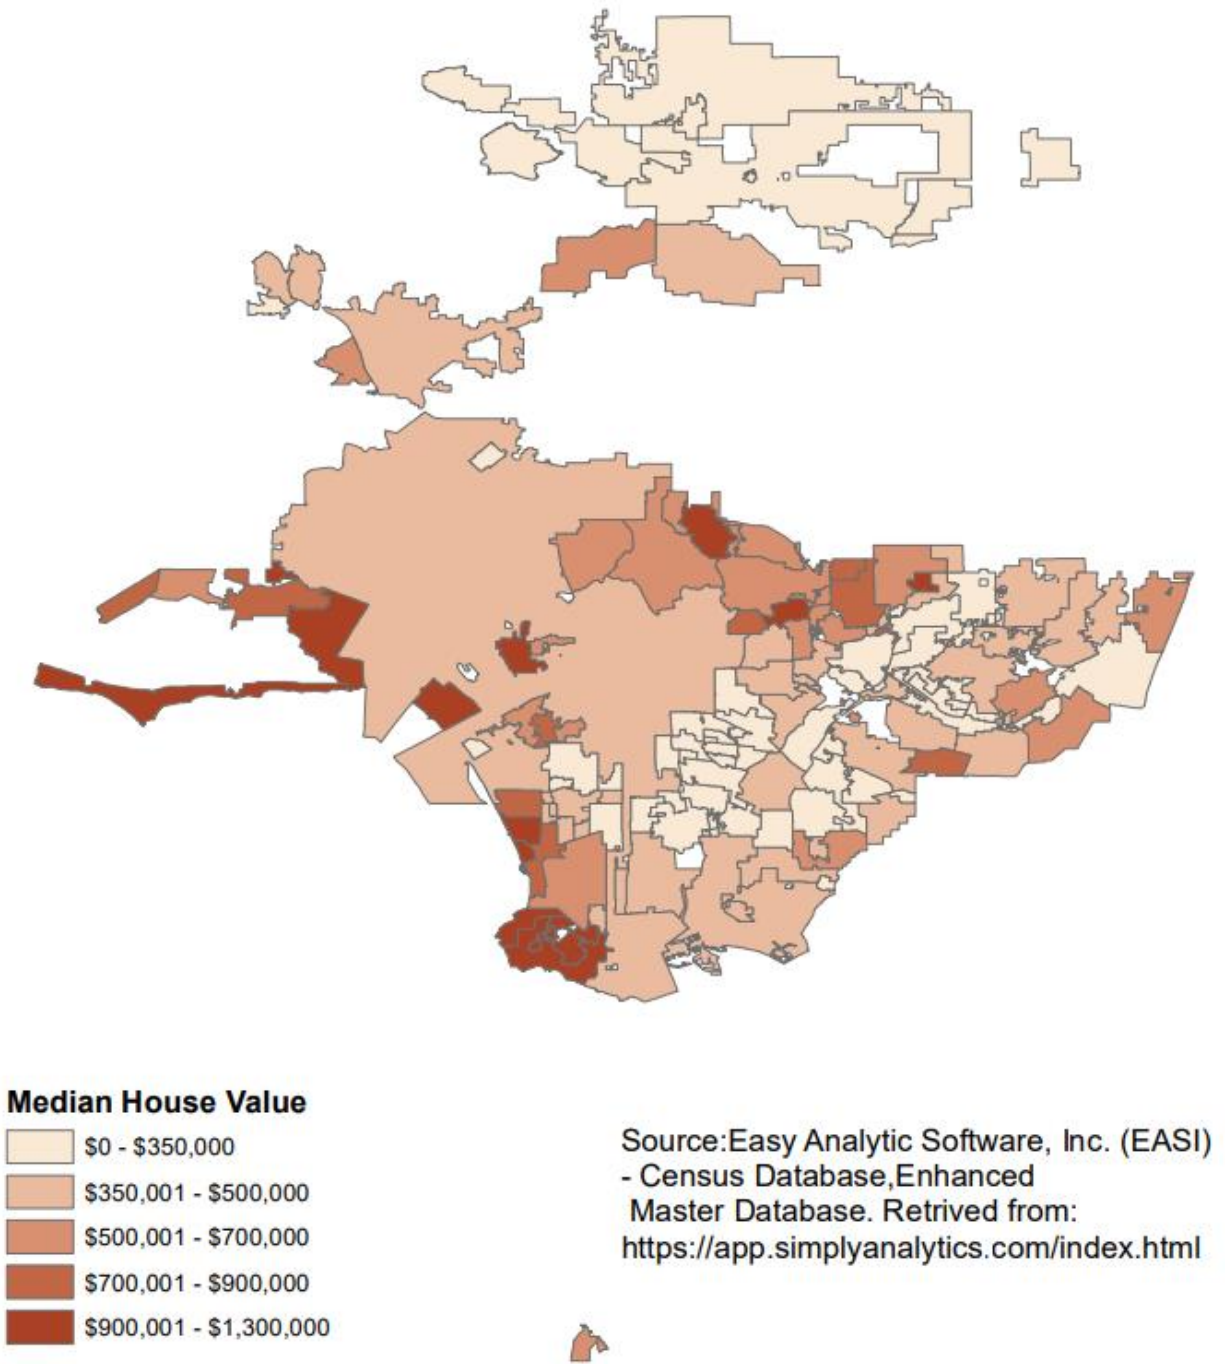 Median House Value
$0 - $350,000
$350,001 - $500,000
$500,001 - $700,000
$700,001 - $900,000
$900,001 - $1,300,000
Source:Easy Analytic Software, Inc. (EASI)
- Census Database,Enhanced
Master Database. Retrived from:
https://app.simplyanalytics.com/index.html